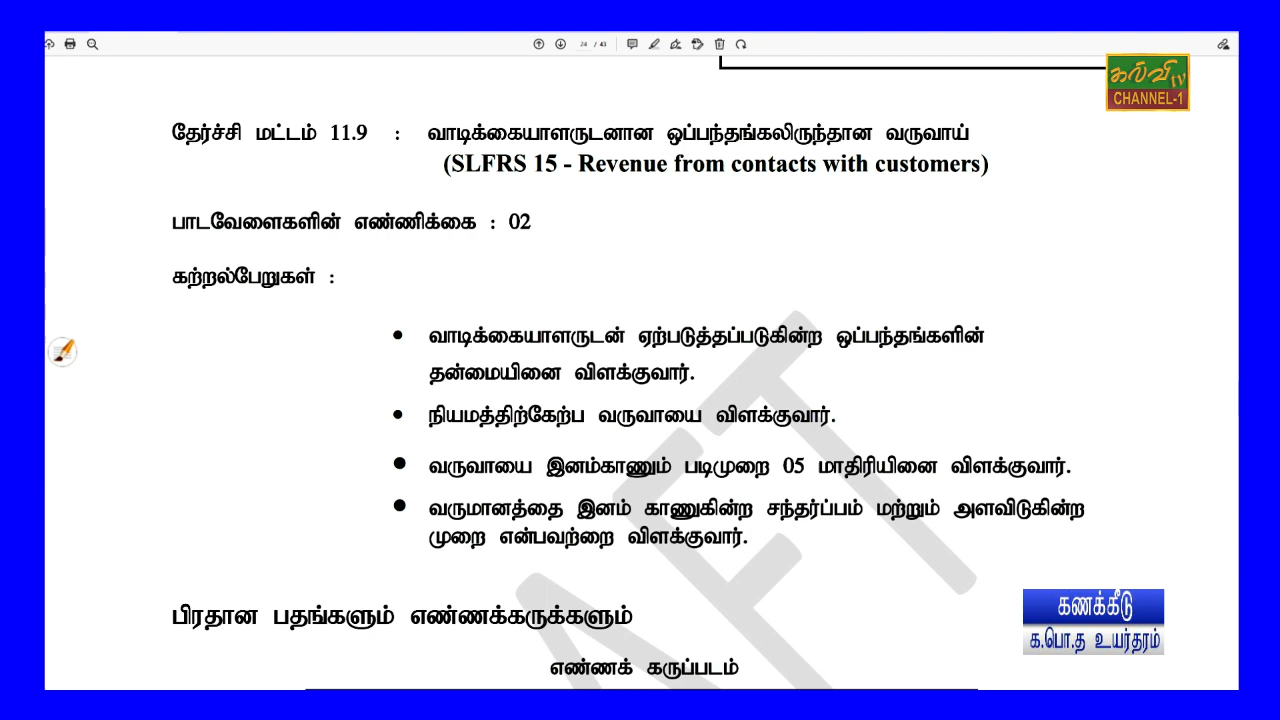 24 / 43
கல்வி TV
CHANNEL-1
தேர்ச்சி மட்டம் 11.9 : வாடிக்கையாளருடனான ஒப்பந்தங்கலிருந்தான வருவாய்
(SLFRS 15 - Revenue from contacts with customers)
பாடவேளைகளின் எண்ணிக்கை : 02
கற்றல்பேறுகள் :
• வாடிக்கையாளருடன் ஏற்படுத்தப்படுகின்ற ஒப்பந்தங்களின்
தன்மையினை விளக்குவார்.
• நியமத்திற்கேற்ப வருவாயை விளக்குவார்.
• வருவாயை இனம்காணும் படிமுறை 05 மாதிரியினை விளக்குவார்.
• வருமானத்தை இனம் காணுகின்ற சந்தர்ப்பம் மற்றும் அளவிடுகின்ற
முறை என்பவற்றை விளக்குவார்.
பிரதான பதங்களும் எண்ணக்கருக்களும்
கணக்கீடு
க.பொ.த உயர்தரம்
எண்ணக் கருப்படம்
AFT